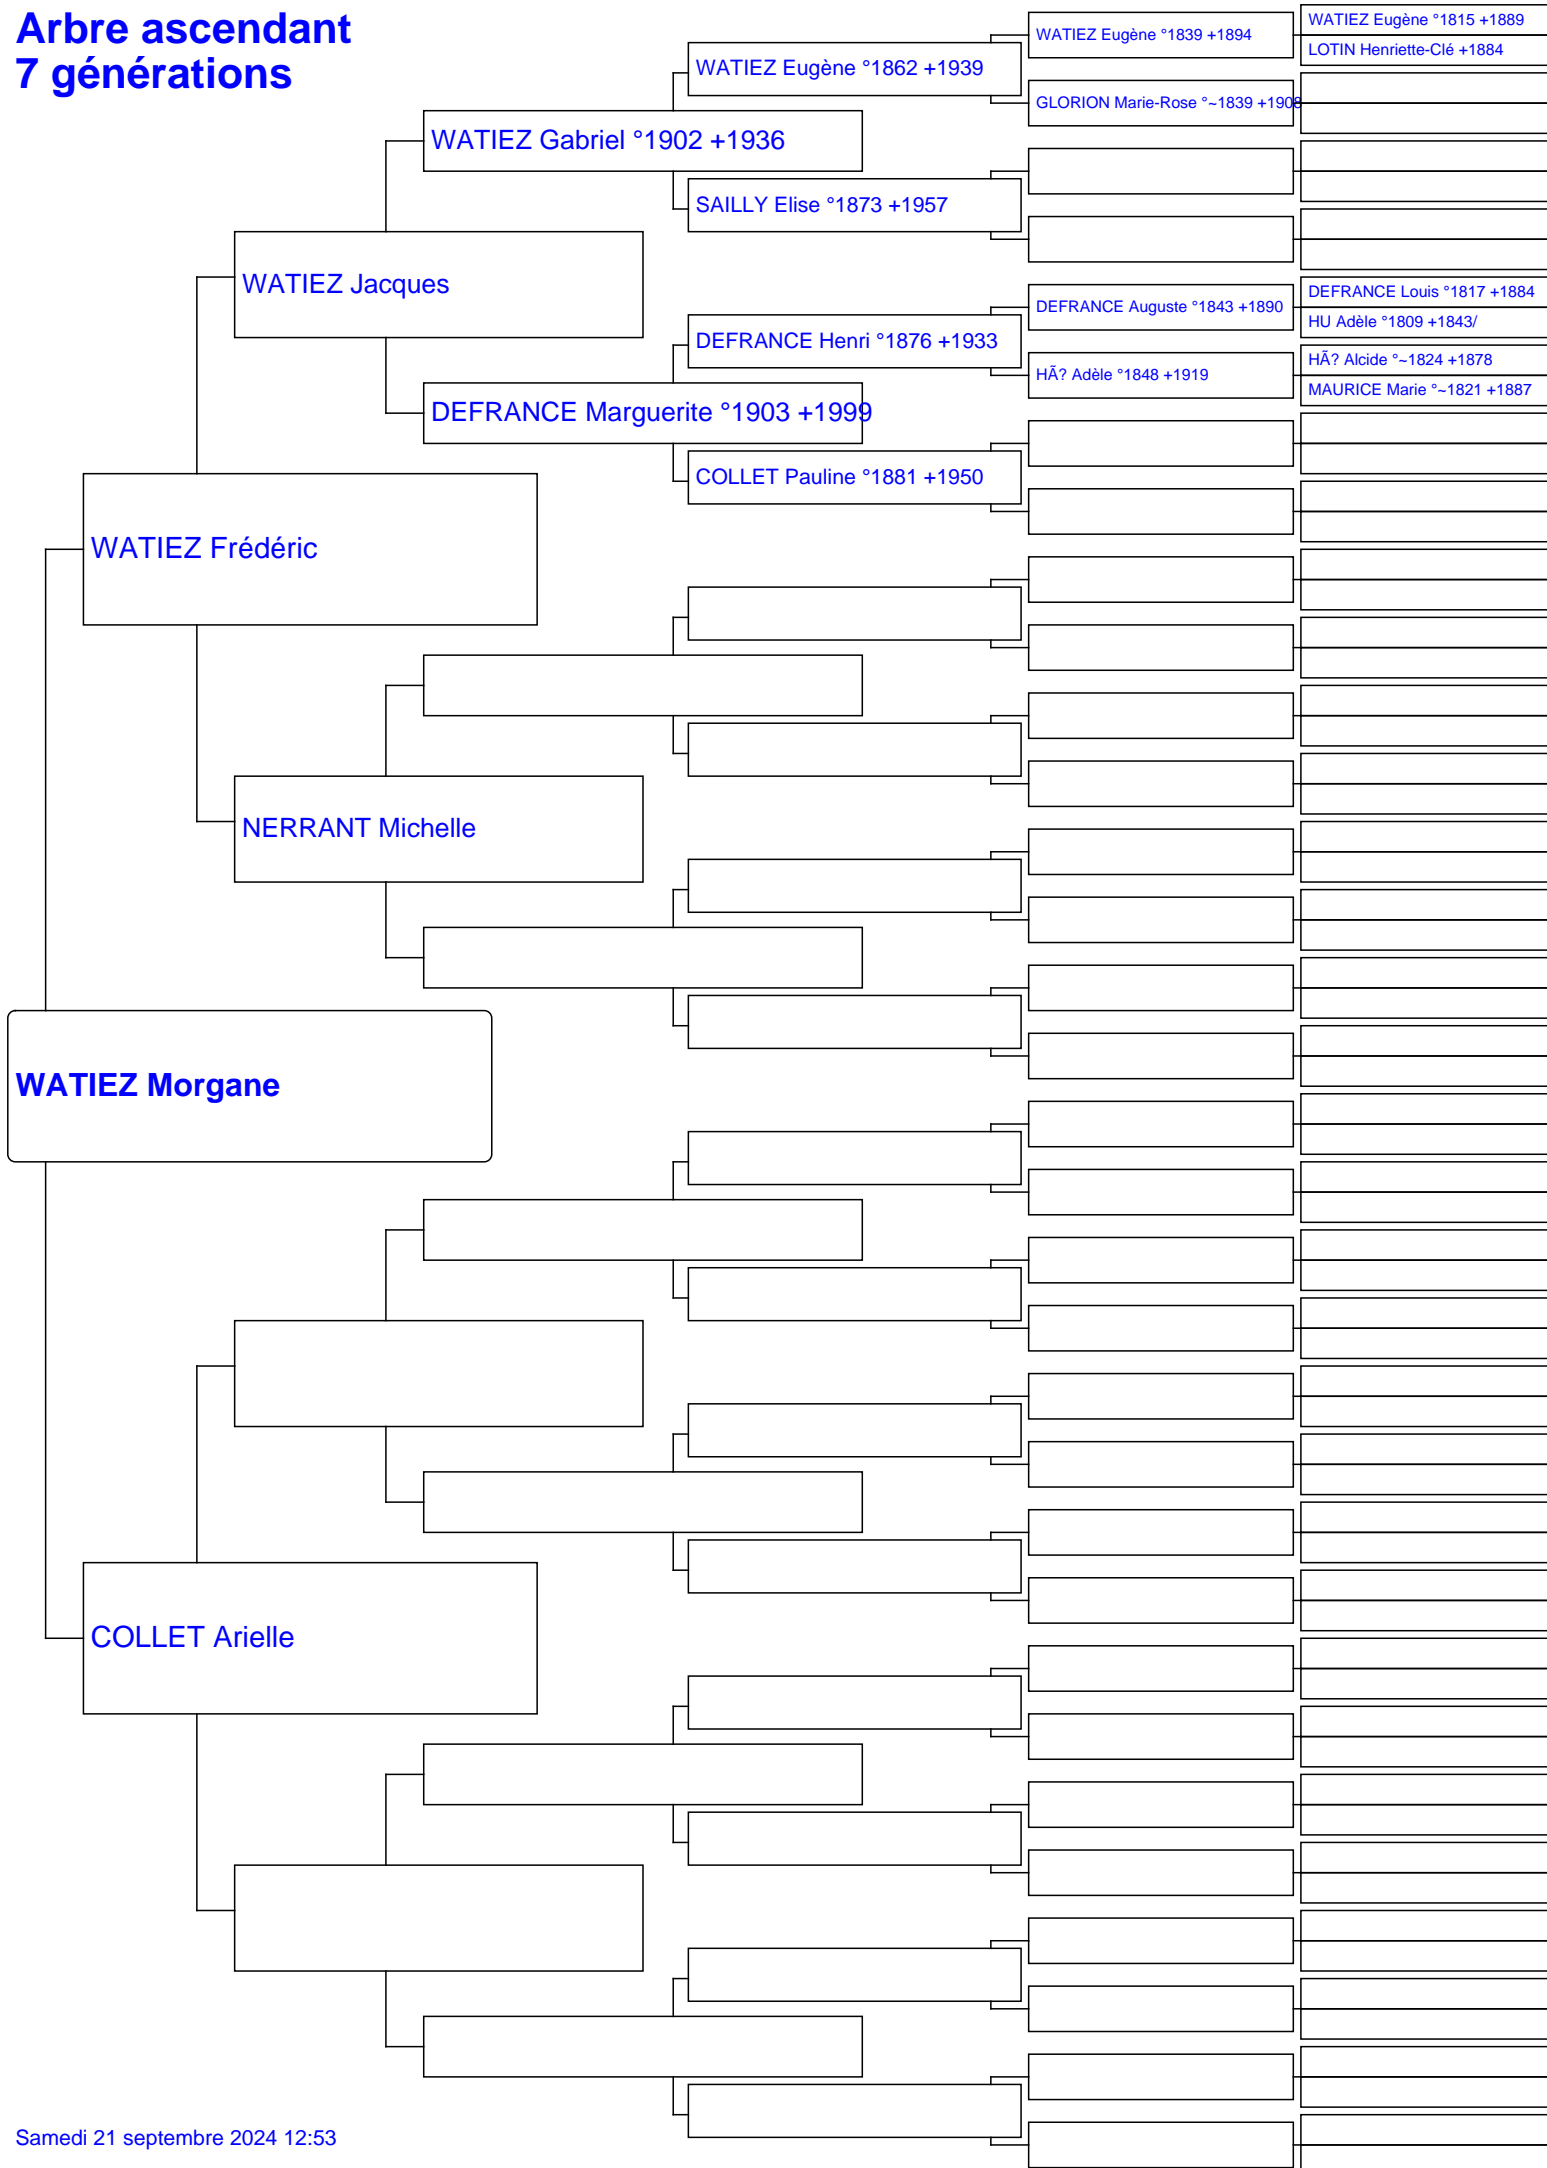 Arbre ascendant
7 générations
WATIEZ Eugène °1815 +1889
WATIEZ Eugène °1839 +1894
LOTIN Henriette-Clé +1884
WATIEZ Eugène °1862 +1939
GLORION Marie-Rose °~1839 +1908
WATIEZ Gabriel °1902 +1936
SAILLY Elise °1873 +1957
WATIEZ Jacques
DEFRANCE Louis °1817 +1884
DEFRANCE Auguste °1843 +1890
HU Adèle °1809 +1843/
DEFRANCE Henri °1876 +1933
HÃ? Alcide °~1824 +1878
HÃ? Adèle °1848 +1919
MAURICE Marie °~1821 +1887
DEFRANCE Marguerite °1903 +1999
COLLET Pauline °1881 +1950
WATIEZ Frédéric
NERRANT Michelle
WATIEZ Morgane
COLLET Arielle
Samedi 21 septembre 2024 12:53